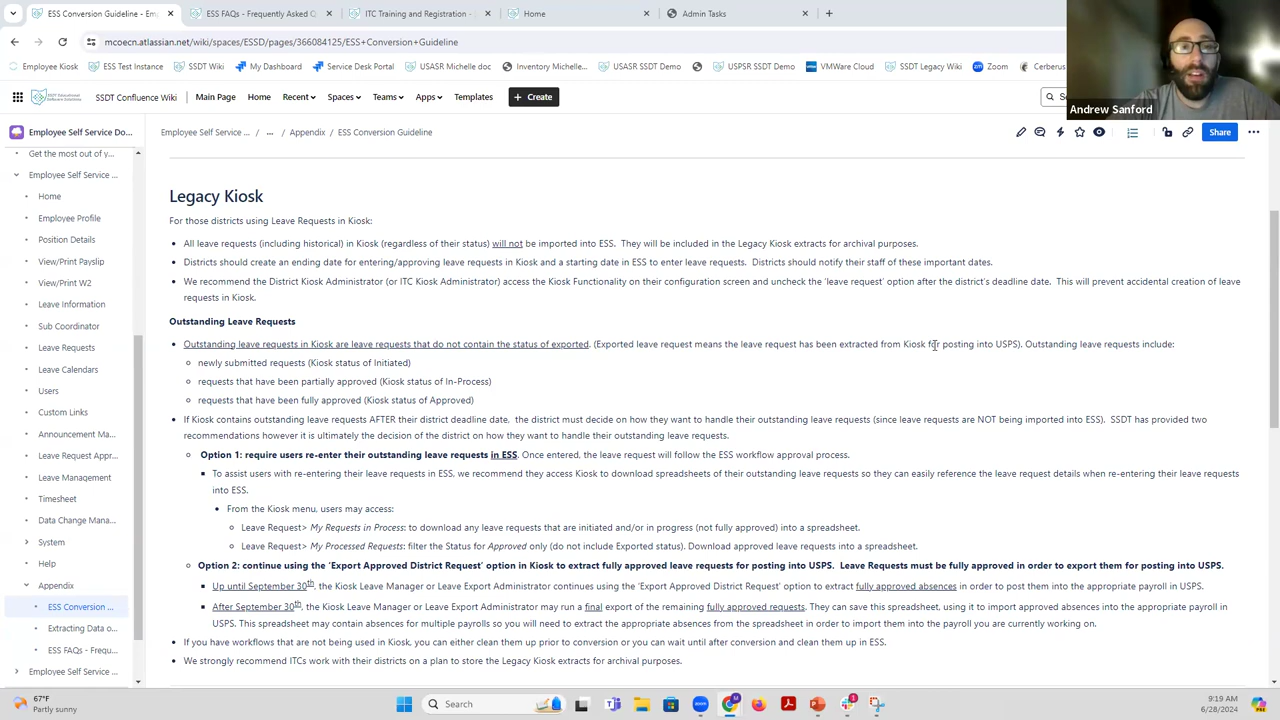 ESS Conversion Guideline - Em
ESS FAQs - Frequently Asked Q
ITC Training and Registration -
Home
Admin Tasks
mcoecn.atlassian.net/wiki/spaces/ESSD/pages/366084125/ESS+Conversion+Guideline
Employee Kiosk
ESS Test Instance
SSDT Wiki
My Dashboard
Service Desk Portal
USASR Michelle doc
Inventory Michelle...
USASR SSDT Demo
USPSR SSDT Demo
VMWare Cloud
SSDT Legacy Wiki
Zoom
Cerberus
Andrew Sanford
SSDT Confluence Wiki
Main Page
Home
Recent
Spaces
Teams
Apps
Templates
+ Create
Employee Self Service Do...
Employee Self Service ... / ... / Appendix / ESS Conversion Guideline
Share
Get the most out of y...
Employee Self Service ...
Home
Employee Profile
Position Details
View/Print Payslip
View/Print W2
Leave Information
Sub Coordinator
Leave Requests
Leave Calendars
Users
Custom Links
Announcement Ma...
Leave Request Appr...
Leave Management
Timesheet
Data Change Mana...
System
Help
Appendix
ESS Conversion ...
Extracting Data o...
ESS FAQs - Frequ...
Employee Self Service ...
Legacy Kiosk
For those districts using Leave Requests in Kiosk:
All leave requests (including historical) in Kiosk (regardless of their status) will not be imported into ESS. They will be included in the Legacy Kiosk extracts for archival purposes.
Districts should create an ending date for entering/approving leave requests in Kiosk and a starting date in ESS to enter leave requests. Districts should notify their staff of these important dates.
We recommend the District Kiosk Administrator (or ITC Kiosk Administrator) access the Kiosk Functionality on their configuration screen and uncheck the 'leave request' option after the district's deadline date. This will prevent accidental creation of leave
requests in Kiosk.
Outstanding Leave Requests
Outstanding leave requests in Kiosk are leave requests that do not contain the status of exported. (Exported leave request means the leave request has been extracted from Kiosk for posting into USPS). Outstanding leave requests include:
newly submitted requests (Kiosk status of Initiated)
requests that have been partially approved (Kiosk status of In-Process)
requests that have been fully approved (Kiosk status of Approved)
If Kiosk contains outstanding leave requests AFTER their district deadline date, the district must decide on how they want to handle their outstanding leave requests (since leave requests are NOT being imported into ESS). SSDT has provided two
recommendations however it is ultimately the decision of the district on how they want to handle their outstanding leave requests.
Option 1: require users re-enter their outstanding leave requests in ESS. Once entered, the leave request will follow the ESS workflow approval process.
To assist users with re-entering their leave requests in ESS, we recommend they access Kiosk to download spreadsheets of their outstanding leave requests so they can easily reference the leave request details when re-entering their leave requests
into ESS.
From the Kiosk menu, users may access:
Leave Request> My Requests in Process: to download any leave requests that are initiated and/or in progress (not fully approved) into a spreadsheet.
Leave Request> My Processed Requests: filter the Status for Approved only (do not include Exported status). Download approved leave requests into a spreadsheet.
Option 2: continue using the 'Export Approved District Request' option in Kiosk to extract fully approved leave requests for posting into USPS. Leave Requests must be fully approved in order to export them for posting into USPS.
Up until September 30th, the Kiosk Leave Manager or Leave Export Administrator continues using the 'Export Approved District Request' option to extract fully approved absences in order to post them into the appropriate payroll in USPS.
After September 30th, the Kiosk Leave Manager or Leave Export Administrator may run a final export of the remaining fully approved requests. They can save this spreadsheet, using it to import approved absences into the appropriate payroll in
USPS. This spreadsheet may contain absences for multiple payrolls so you will need to extract the appropriate absences from the spreadsheet in order to import them into the payroll you are currently working on.
If you have workflows that are not being used in Kiosk, you can either clean them up prior to conversion or you can wait until after conversion and clean them up in ESS.
We strongly recommend ITCs work with their districts on a plan to store the Legacy Kiosk extracts for archival purposes.
67°F
Partly sunny
Search
9:19 AM
6/28/2024